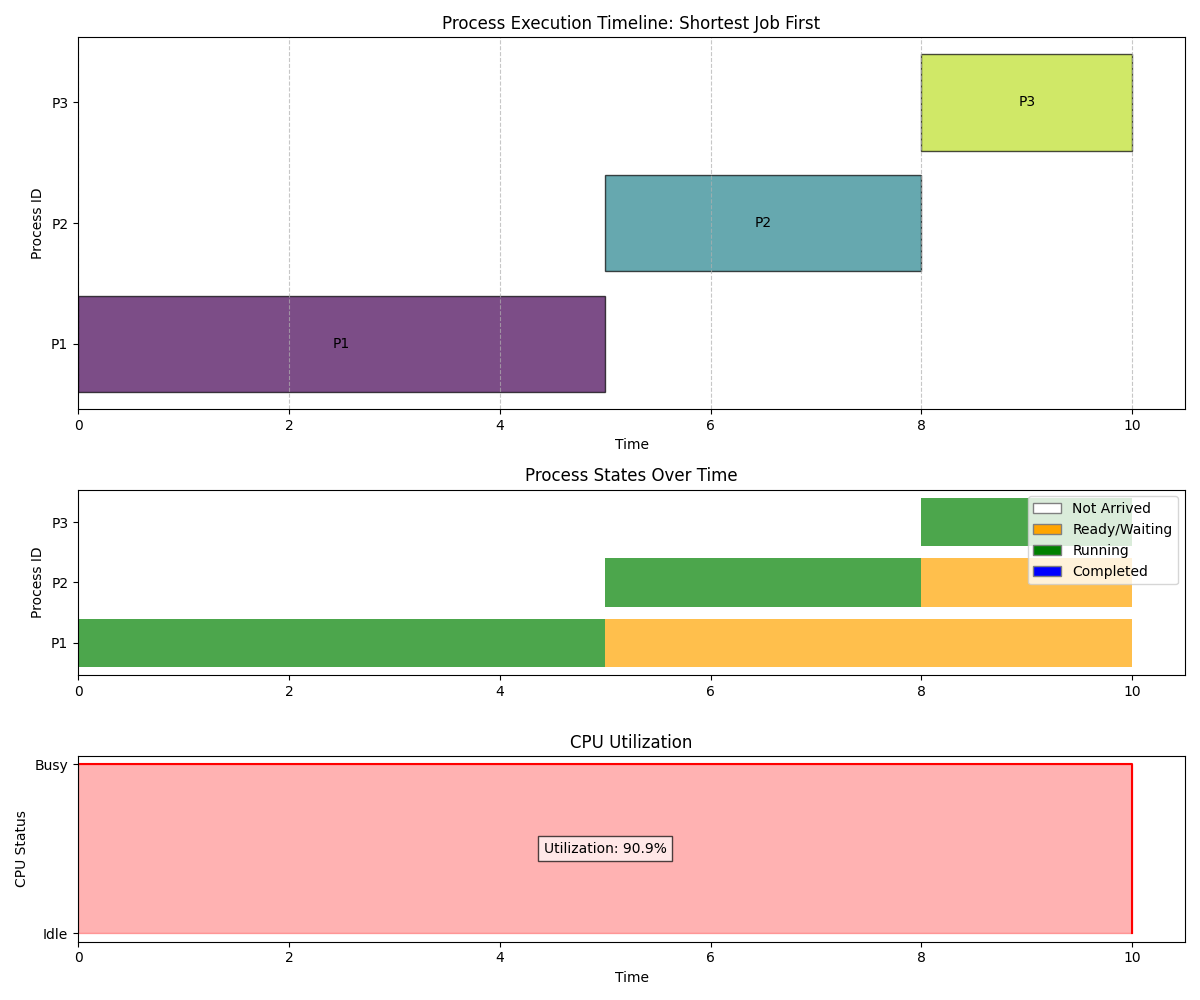 Process Execution Timeline: Shortest Job First
Process ID
P3
P3
P2
P2
P1
P1
0 2 4 6 8 10
Time
Process States Over Time
Process ID
P3
P2
P1
Not Arrived
Ready/Waiting
Running
Completed
0 2 4 6 8 10
CPU Utilization
CPU Status
Busy
Utilization: 90.9%
Idle
0 2 4 6 8 10
Time